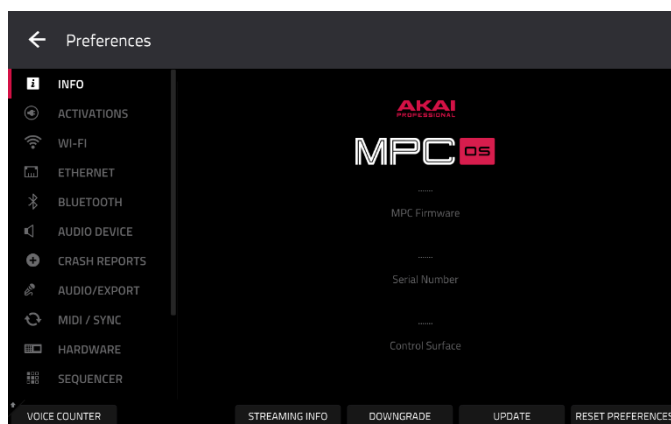 Preferences
INFO
ACTIVATIONS
WI-FI
ETHERNET
BLUETOOTH
AUDIO DEVICE
CRASH REPORTS
AUDIO/EXPORT
MIDI / SYNC
HARDWARE
SEQUENCER
AKAI
PROFESSIONAL
MPC OS
......
MPC Firmware
......
Serial Number
......
Control Surface
VOICE COUNTER
STREAMING INFO
DOWNGRADE
UPDATE
RESET PREFERENCES